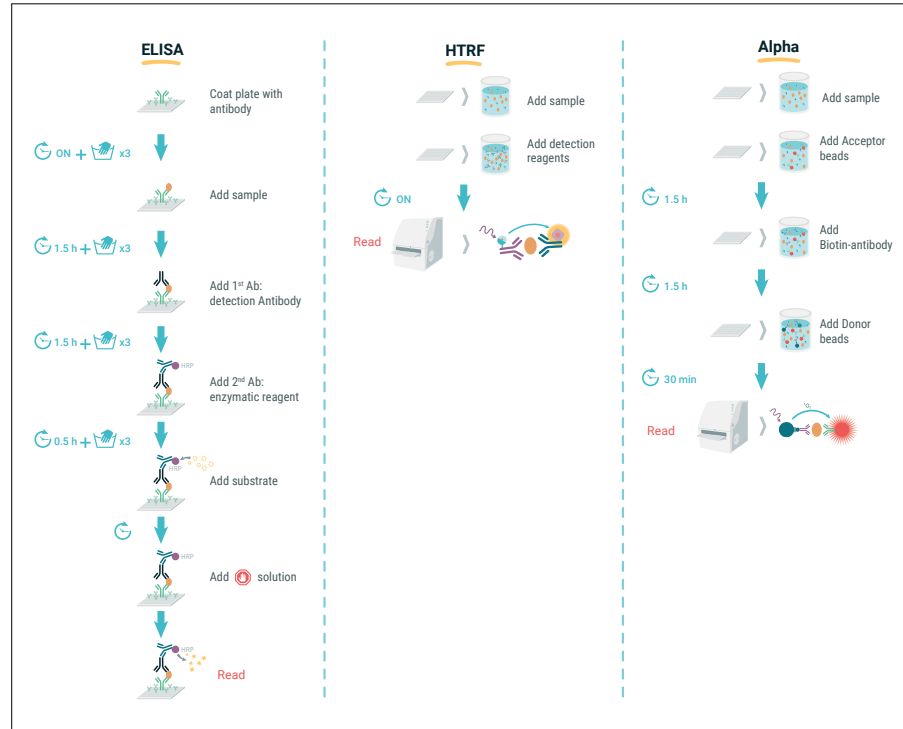 ELISA
Coat plate with
antibody
ON + x3
Add sample
1.5 h + x3
Add 1st Ab:
detection Antibody
1.5 h + x3
HRP
Add 2nd Ab:
enzymatic reagent
0.5 h + x3
HRP
Add substrate
HRP
Add solution
HRP
Read
HTRF
Add sample
Add detection
reagents
ON
Read
Alpha
Add sample
Add Acceptor
beads
1.5 h
Add
Biotin-antibody
1.5 h
Add Donor
beads
30 min
Read